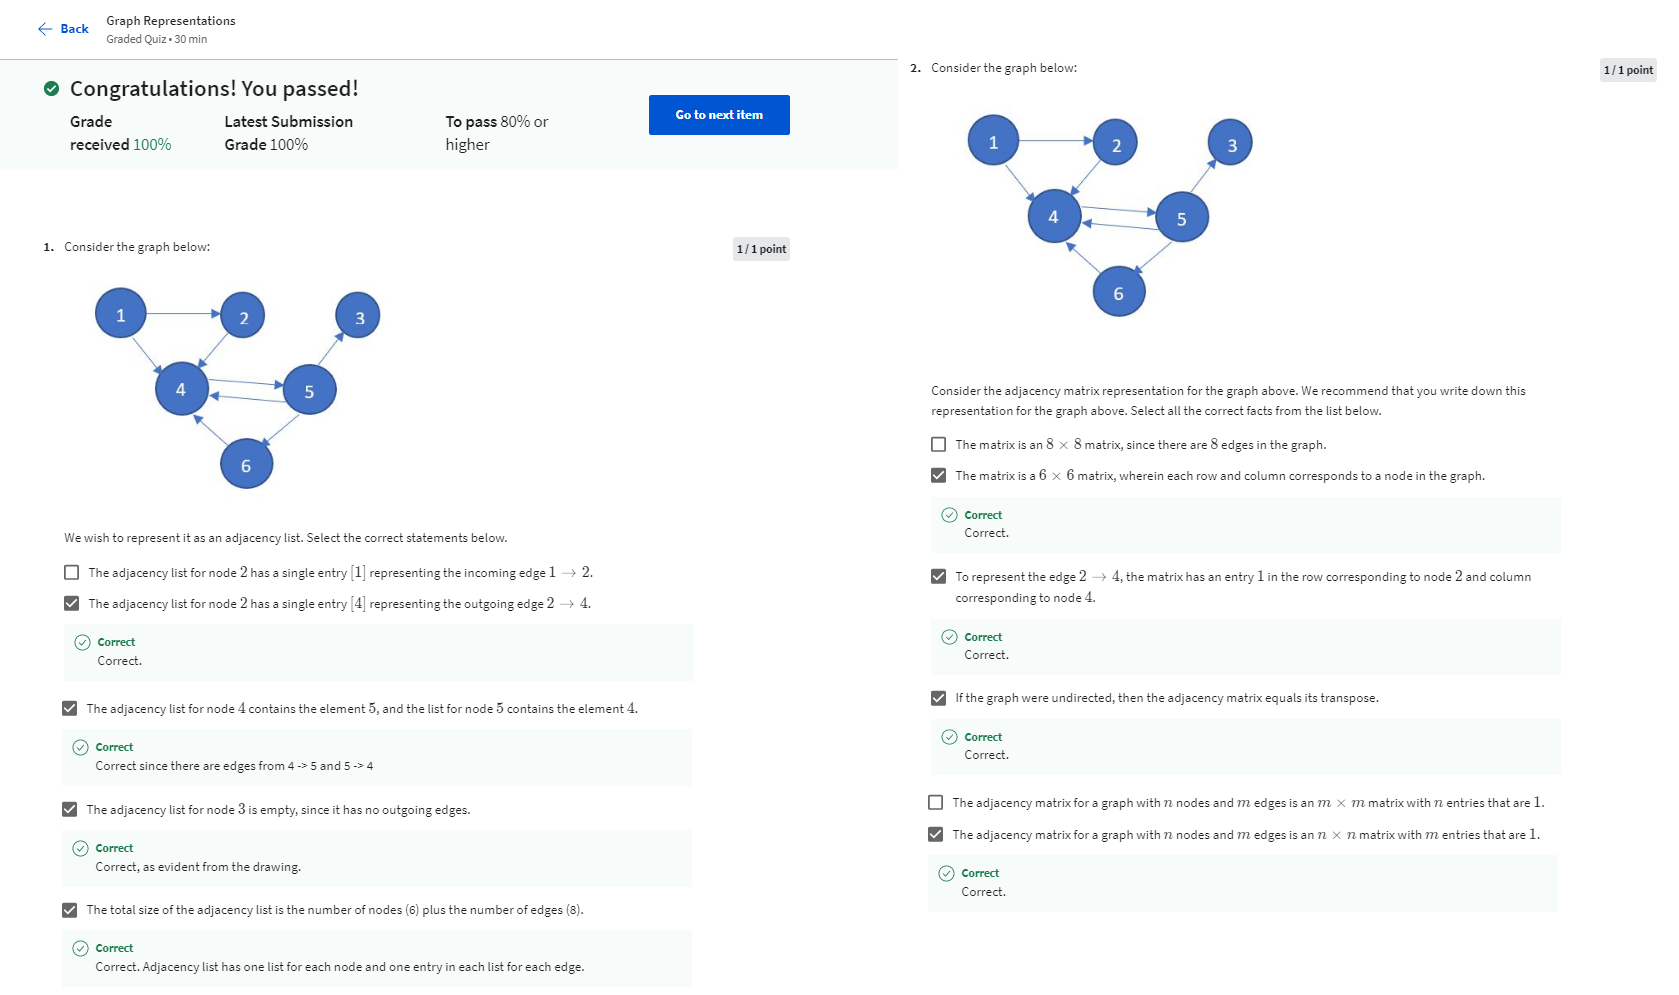 Back
Graph Representations
Graded Quiz • 30 min
Congratulations! You passed!
Grade
received 100%
Latest Submission
Grade 100%
To pass 80% or
higher
Go to next item
1. Consider the graph below:
1 / 1 point
1
2
3
4
5
6
We wish to represent it as an adjacency list. Select the correct statements below.
The adjacency list for node 2 has a single entry [1] representing the incoming edge 1 → 2.
The adjacency list for node 2 has a single entry [4] representing the outgoing edge 2 → 4.
Correct
Correct.
The adjacency list for node 4 contains the element 5, and the list for node 5 contains the element 4.
Correct
Correct since there are edges from 4 -> 5 and 5 -> 4
The adjacency list for node 3 is empty, since it has no outgoing edges.
Correct
Correct, as evident from the drawing.
The total size of the adjacency list is the number of nodes (6) plus the number of edges (8).
Correct
Correct. Adjacency list has one list for each node and one entry in each list for each edge.
2. Consider the graph below:
1 / 1 point
1
2
3
4
5
6
Consider the adjacency matrix representation for the graph above. We recommend that you write down this
representation for the graph above. Select all the correct facts from the list below.
The matrix is an 8 × 8 matrix, since there are 8 edges in the graph.
The matrix is a 6 × 6 matrix, wherein each row and column corresponds to a node in the graph.
Correct
Correct.
To represent the edge 2 → 4, the matrix has an entry 1 in the row corresponding to node 2 and column
corresponding to node 4.
Correct
Correct.
If the graph were undirected, then the adjacency matrix equals its transpose.
Correct
Correct.
The adjacency matrix for a graph with n nodes and m edges is an m × m matrix with n entries that are 1.
The adjacency matrix for a graph with n nodes and m edges is an n × n matrix with m entries that are 1.
Correct
Correct.